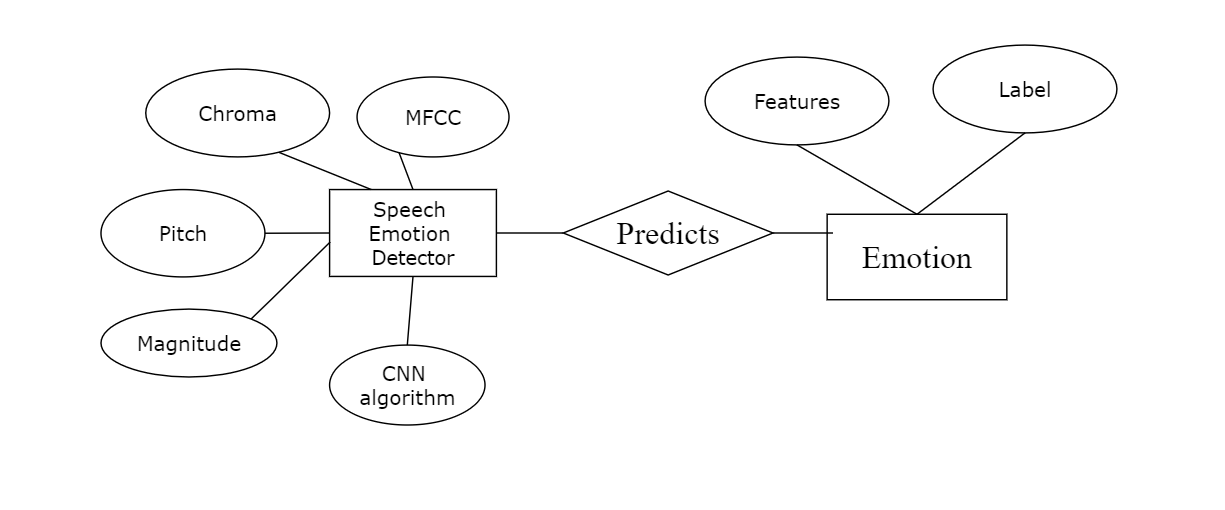 Chroma
MFCC
Features
Label
Pitch
Speech
Emotion
Detector
Predicts
Emotion
Magnitude
CNN
algorithm